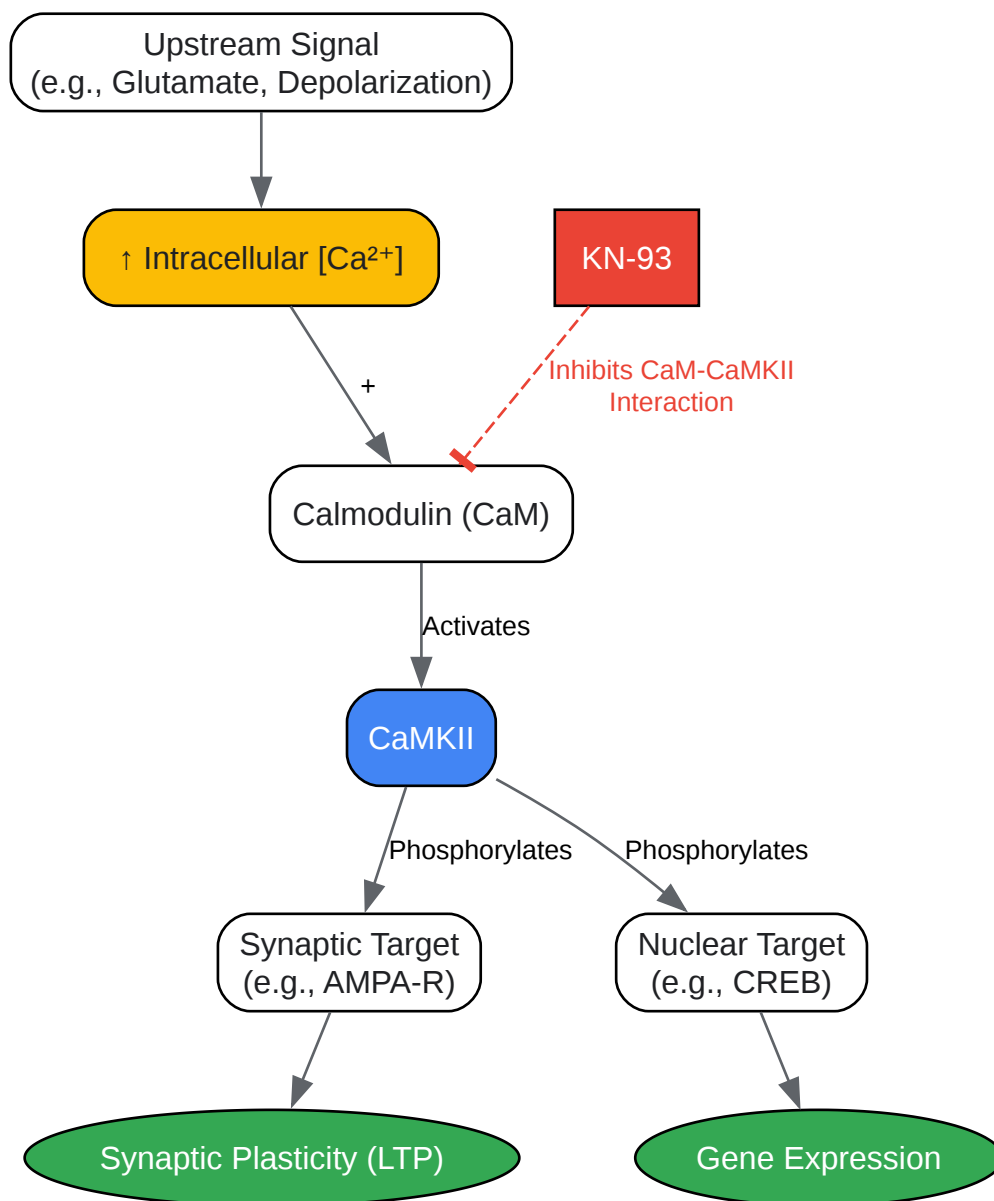 Upstream Signal
(e.g., Glutamate, Depolarization)
↑ Intracellular [Ca²⁺]
KN-93
Inhibits CaM-CaMKII
Interaction
+
Calmodulin (CaM)
Activates
CaMKII
Phosphorylates
Phosphorylates
Synaptic Target
(e.g., AMPA-R)
Nuclear Target
(e.g., CREB)
Synaptic Plasticity (LTP)
Gene Expression